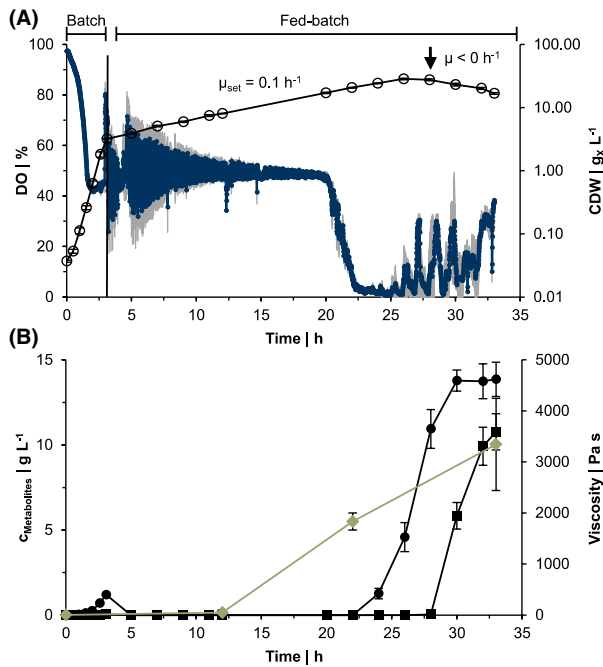 (A)
Batch
Fed-batch
μset = 0.1 h⁻¹
μ < 0 h⁻¹
DO | %
100
80
60
40
20
0
CDW | gx L⁻¹
100.00
10.00
1.00
0.10
0.01
0 5 10 15 20 25 30 35
Time | h
(B)
cMetabolites | g L⁻¹
15
10
5
0
Viscosity | Pa s
5000
4000
3000
2000
1000
0
0 5 10 15 20 25 30 35
Time | h